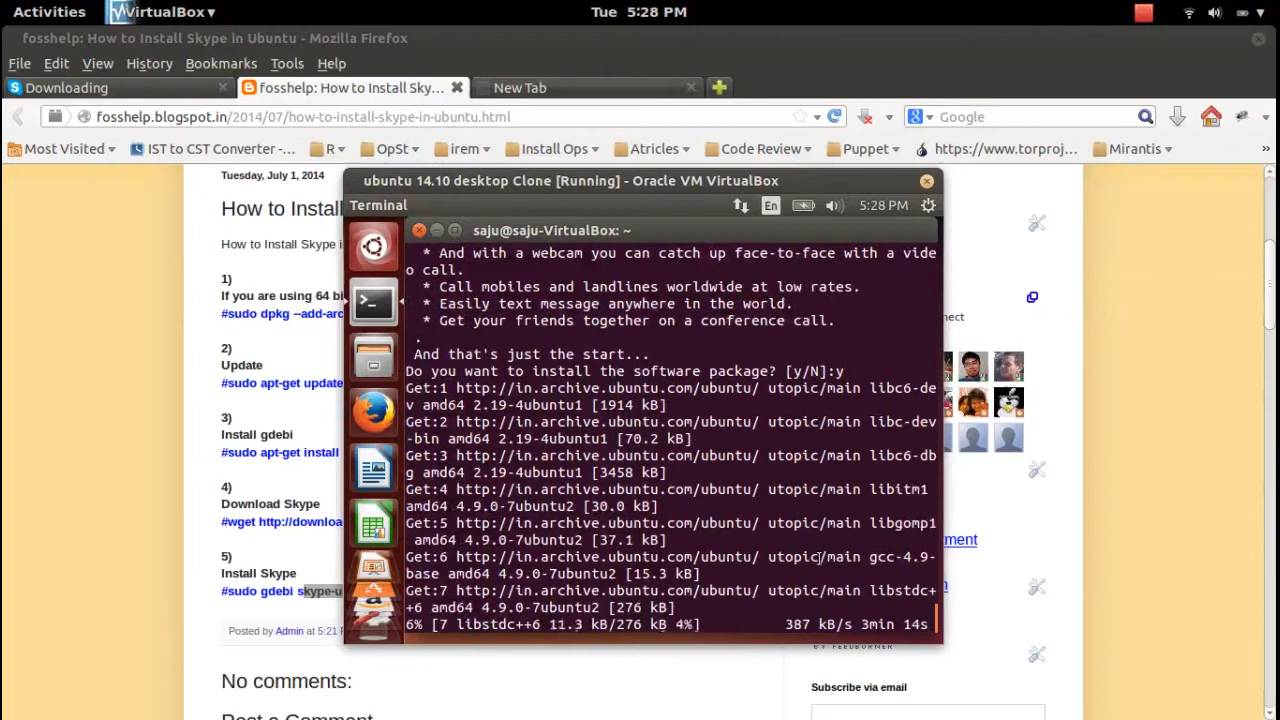 Activities VirtualBox Tue 5:28 PM
fosshelp: How to Install Skype in Ubuntu - Mozilla Firefox
File Edit View History Bookmarks Tools Help
Downloading fosshelp: How to Install Sky... New Tab
fosshelp.blogspot.in/2014/07/how-to-install-skype-in-ubuntu.html Google
Most Visited IST to CST Converter -... R OpSt irem Install Ops Atricles Code Review Puppet https://www.torproj... Mirantis »
Tuesday, July 1, 2014
How to Instal
How to Install Skype i
1)
If you are using 64 bi
#sudo dpkg --add-arc
2)
Update
#sudo apt-get update
3)
Install gdebi
#sudo apt-get install
4)
Download Skype
#wget http://downloa
5)
Install Skype
#sudo gdebi skype-u
Posted by Admin at 5:21
No comments:
ubuntu 14.10 desktop Clone [Running] - Oracle VM VirtualBox
Terminal En 5:28 PM
saju@saju-VirtualBox: ~
* And with a webcam you can catch up face-to-face with a vide
o call.
* Call mobiles and landlines worldwide at low rates.
* Easily text message anywhere in the world.
* Get your friends together on a conference call.
.
And that's just the start...
Do you want to install the software package? [y/N]:y
Get:1 http://in.archive.ubuntu.com/ubuntu/ utopic/main libc6-de
v amd64 2.19-4ubuntu1 [1914 kB]
Get:2 http://in.archive.ubuntu.com/ubuntu/ utopic/main libc-dev
-bin amd64 2.19-4ubuntu1 [70.2 kB]
Get:3 http://in.archive.ubuntu.com/ubuntu/ utopic/main libc6-db
g amd64 2.19-4ubuntu1 [3458 kB]
Get:4 http://in.archive.ubuntu.com/ubuntu/ utopic/main libitm1
amd64 4.9.0-7ubuntu2 [30.0 kB]
Get:5 http://in.archive.ubuntu.com/ubuntu/ utopic/main libgomp1
amd64 4.9.0-7ubuntu2 [37.1 kB]
Get:6 http://in.archive.ubuntu.com/ubuntu/ utopic/main gcc-4.9-
base amd64 4.9.0-7ubuntu2 [15.3 kB]
Get:7 http://in.archive.ubuntu.com/ubuntu/ utopic/main libstdc+
+6 amd64 4.9.0-7ubuntu2 [276 kB]
6% [7 libstdc++6 11.3 kB/276 kB 4%] 387 kB/s 3min 14s
nect
ment
BY FEEDBURNER
Subscribe via email